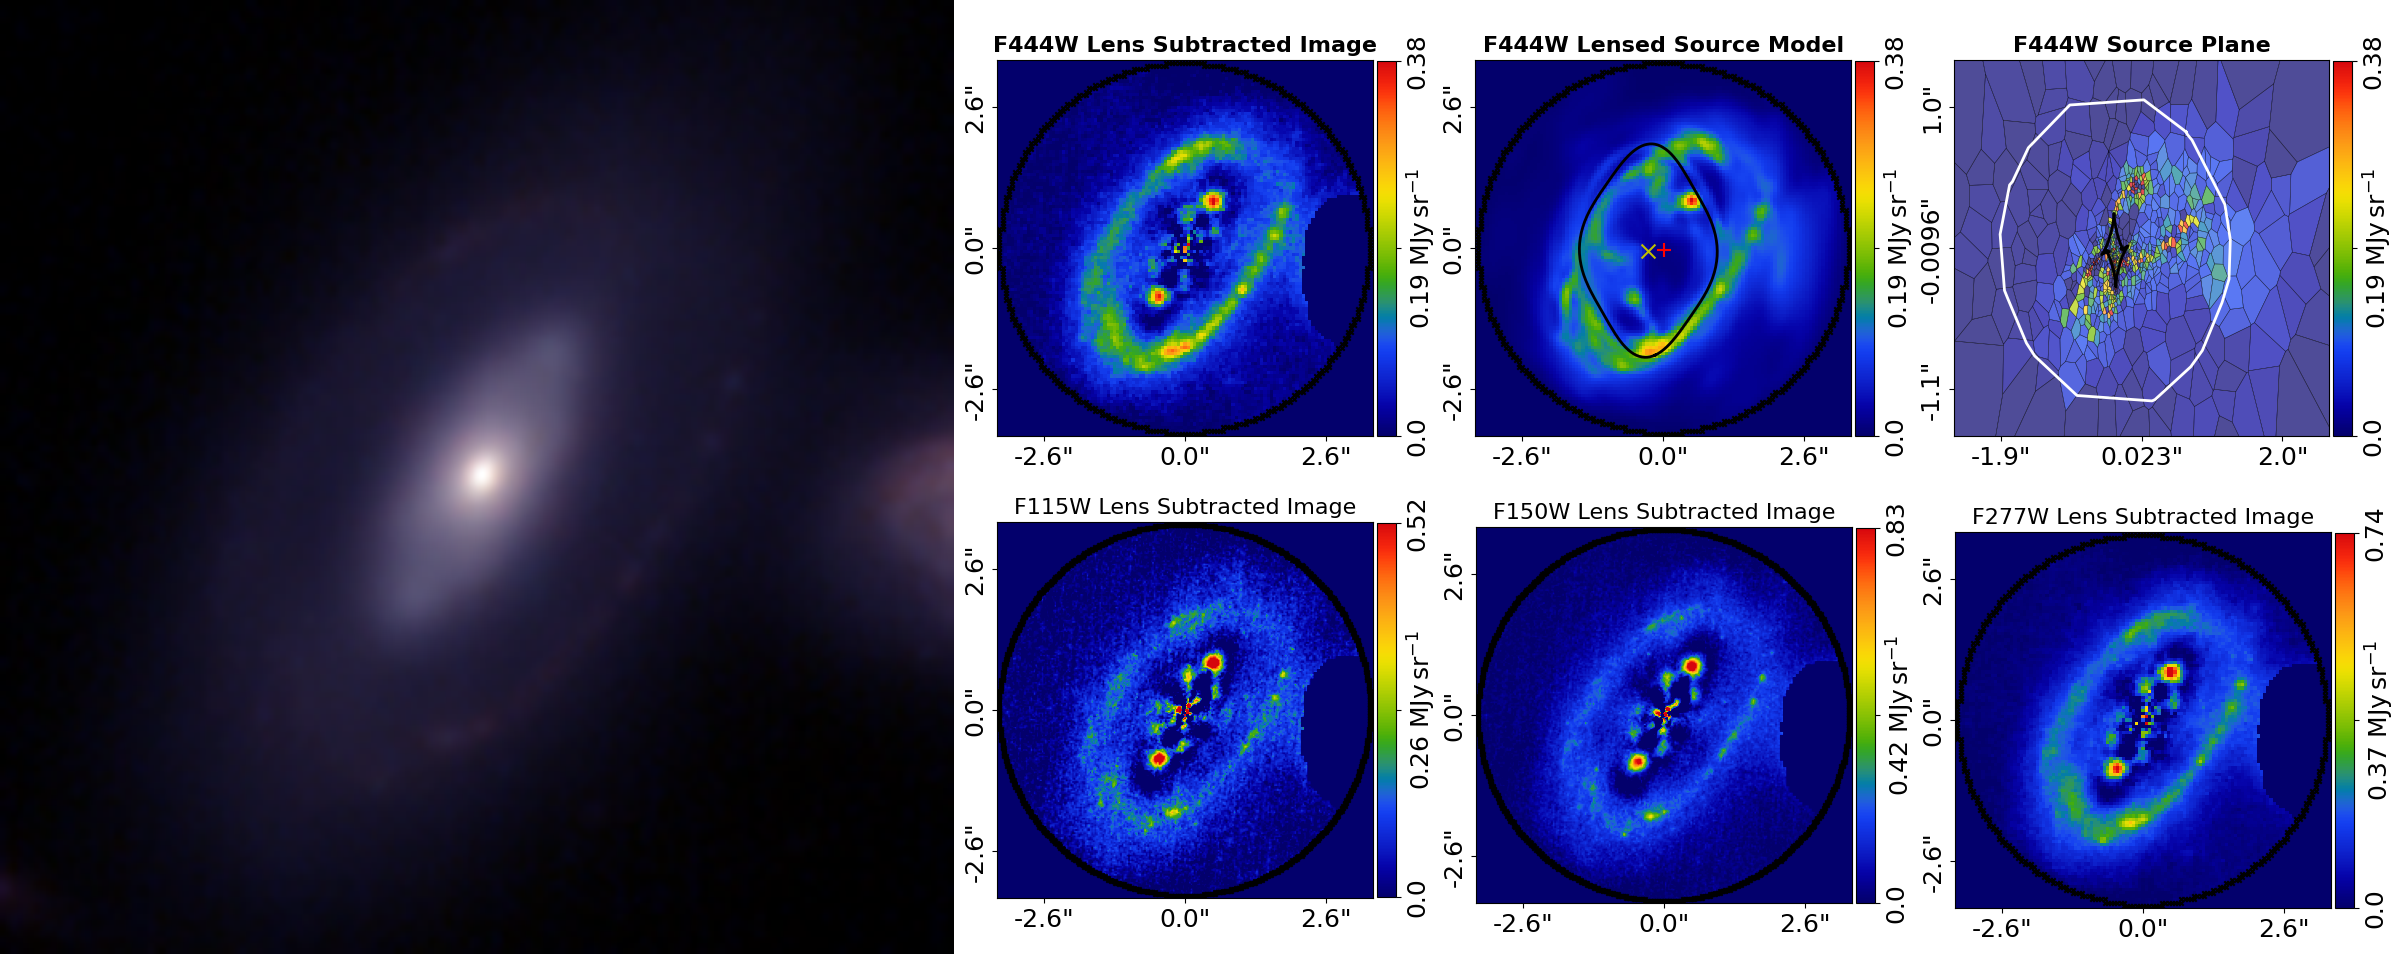 F444W Lens Subtracted Image
2.6"
0.0"
-2.6"
-2.6" 0.0" 2.6"
0.38
0.19 MJy sr−1
0.0
F444W Lensed Source Model
2.6"
0.0"
-2.6"
-2.6" 0.0" 2.6"
0.38
0.19 MJy sr−1
0.0
F444W Source Plane
1.0"
-0.0096"
-1.1"
-1.9" 0.023" 2.0"
0.38
0.19 MJy sr−1
0.0
F115W Lens Subtracted Image
2.6"
0.0"
-2.6"
-2.6" 0.0" 2.6"
0.52
0.26 MJy sr−1
0.0
F150W Lens Subtracted Image
2.6"
0.0"
-2.6"
-2.6" 0.0" 2.6"
0.83
0.42 MJy sr−1
0.0
F277W Lens Subtracted Image
2.6"
0.0"
-2.6"
-2.6" 0.0" 2.6"
0.74
0.37 MJy sr−1
0.0